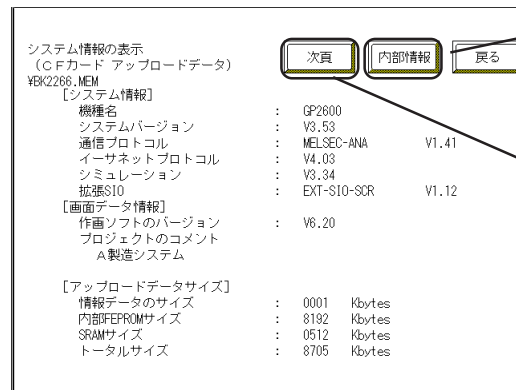 システム情報の表示
(CFカード アップロードデータ)
¥BK2266.MEM
次頁 内部情報 戻る
[システム情報]
機種名 : GP2600
システムバージョン : V3.53
通信プロトコル : MELSEC-ANA V1.41
イーサネットプロトコル : V4.03
シミュレーション : V3.34
拡張SIO : EXT-SIO-SCR V1.12
[画面データ情報]
作画ソフトのバージョン : V6.20
プロジェクトのコメント
A製造システム
[アップロードデータサイズ]
情報データのサイズ : 0001 Kbytes
内部FEPROMサイズ : 8192 Kbytes
SRAMサイズ : 0512 Kbytes
トータルサイズ : 8705 Kbytes